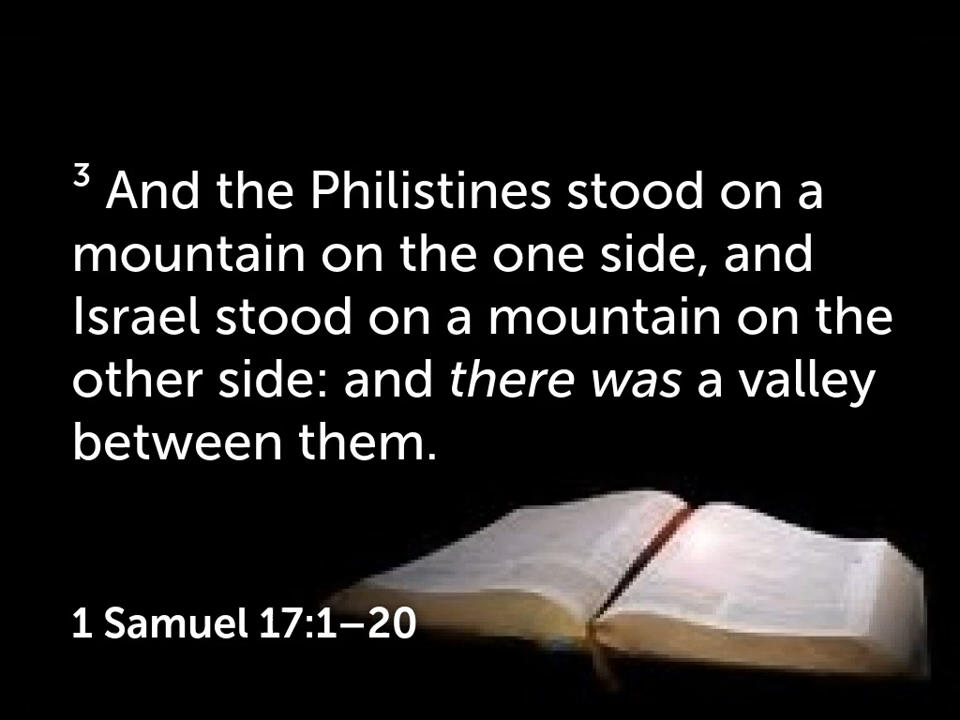 ³ And the Philistines stood on a
mountain on the one side, and
Israel stood on a mountain on the
other side: and there was a valley
between them.
1 Samuel 17:1–20